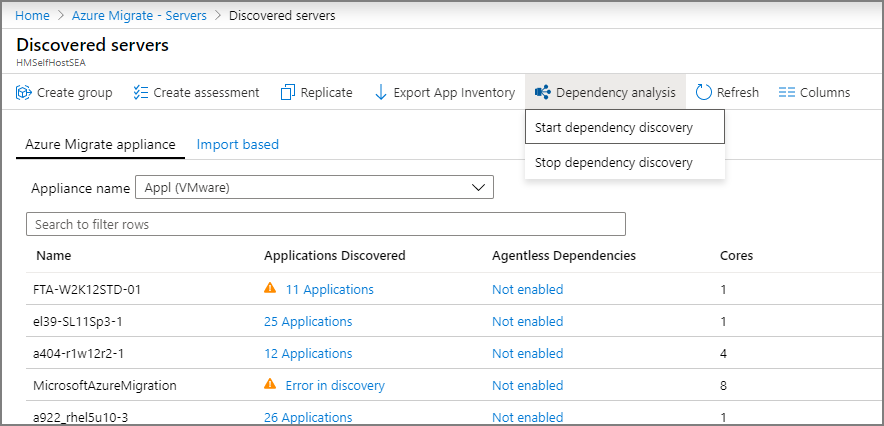 Home > Azure Migrate - Servers > Discovered servers
Discovered servers
HMSelfHostSEA
Create group Create assessment Replicate Export App Inventory Dependency analysis Refresh Columns
Start dependency discovery
Stop dependency discovery
Azure Migrate appliance Import based
Appliance name Appl (VMware)
Search to filter rows
Name Applications Discovered Agentless Dependencies Cores
FTA-W2K12STD-01 11 Applications Not enabled 1
el39-SL11Sp3-1 25 Applications Not enabled 1
a404-r1w12r2-1 12 Applications Not enabled 4
MicrosoftAzureMigration Error in discovery Not enabled 8
a922_rhel5u10-3 26 Applications Not enabled 1